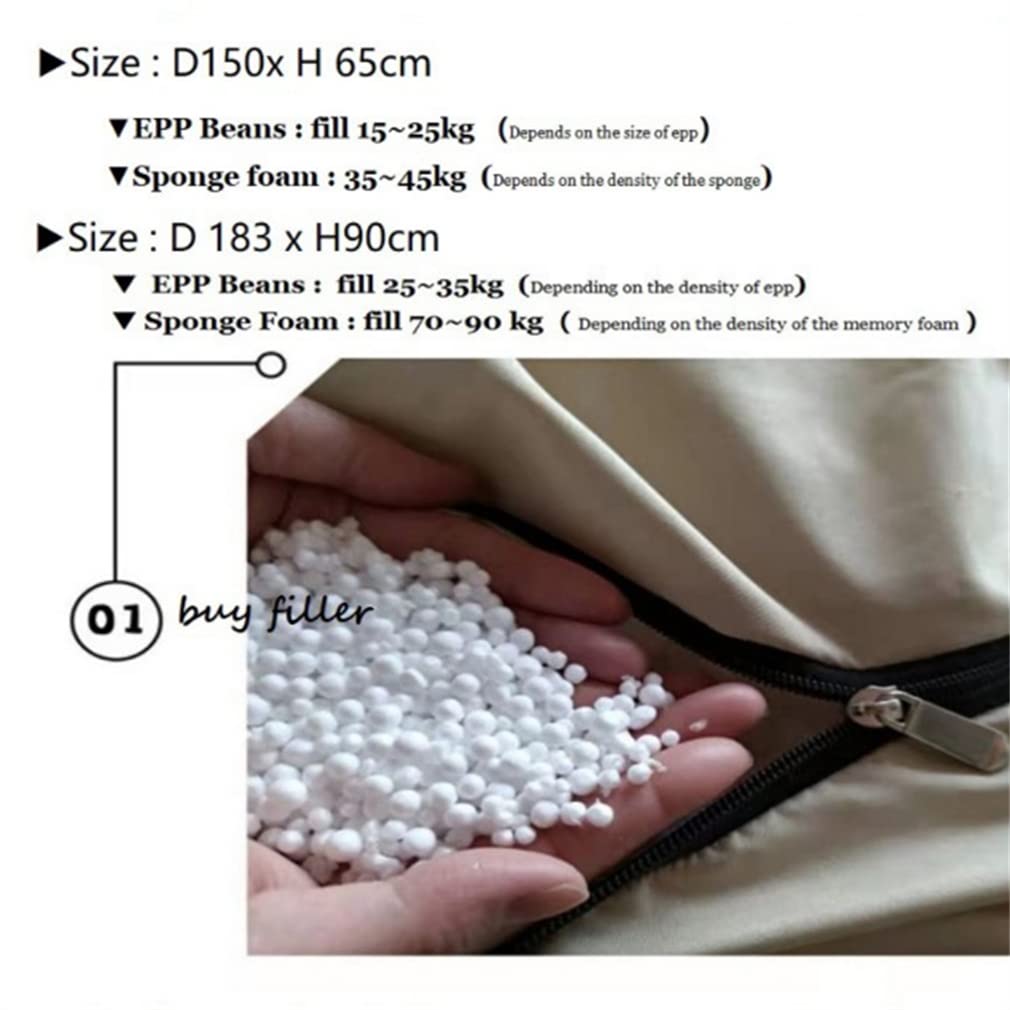 ▶Size : D150x H 65cm
▼EPP Beans : fill 15~25kg (Depends on the size of epp)
▼Sponge foam : 35~45kg (Depends on the density of the sponge)
▶Size : D 183 x H90cm
▼ EPP Beans : fill 25~35kg (Depending on the density of epp)
▼ Sponge Foam : fill 70~90 kg ( Depending on the density of the memory foam )
01 buy filler